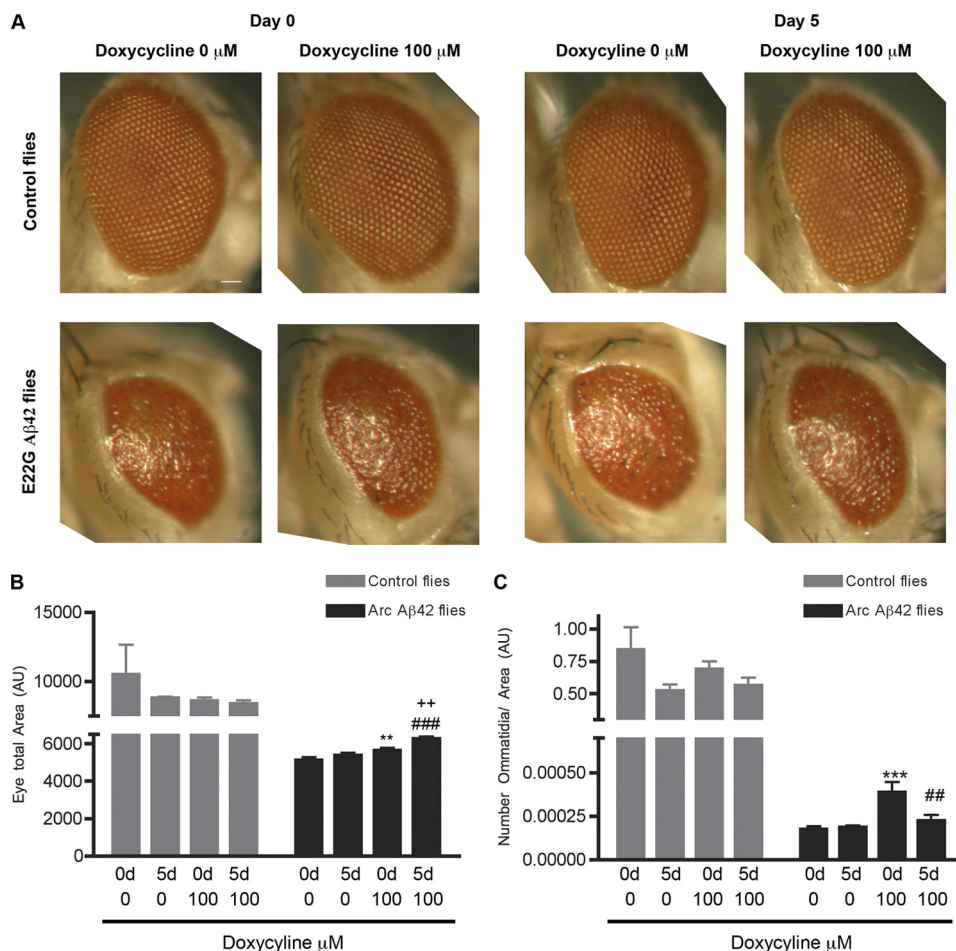 A
Day 0
Day 5
Doxycycline 0 μM
Doxycycline 100 μM
Doxycyline 0 μM
Doxycyline 100 μM
Control flies
E22G Aβ42 flies
B
Control flies
Arc Aβ42 flies
Eye total Area (AU)
15000
10000
6000
4000
2000
0
**
++
###
0d 5d 0d 5d
0 0 100 100
0d 5d 0d 5d
0 0 100 100
Doxycyline μM
C
Control flies
Arc Aβ42 flies
Number Ommatidia/ Area (AU)
1.00
0.75
0.50
0.00050
0.00025
0.00000
***
##
0d 5d 0d 5d
0 0 100 100
0d 5d 0d 5d
0 0 100 100
Doxycyline μM